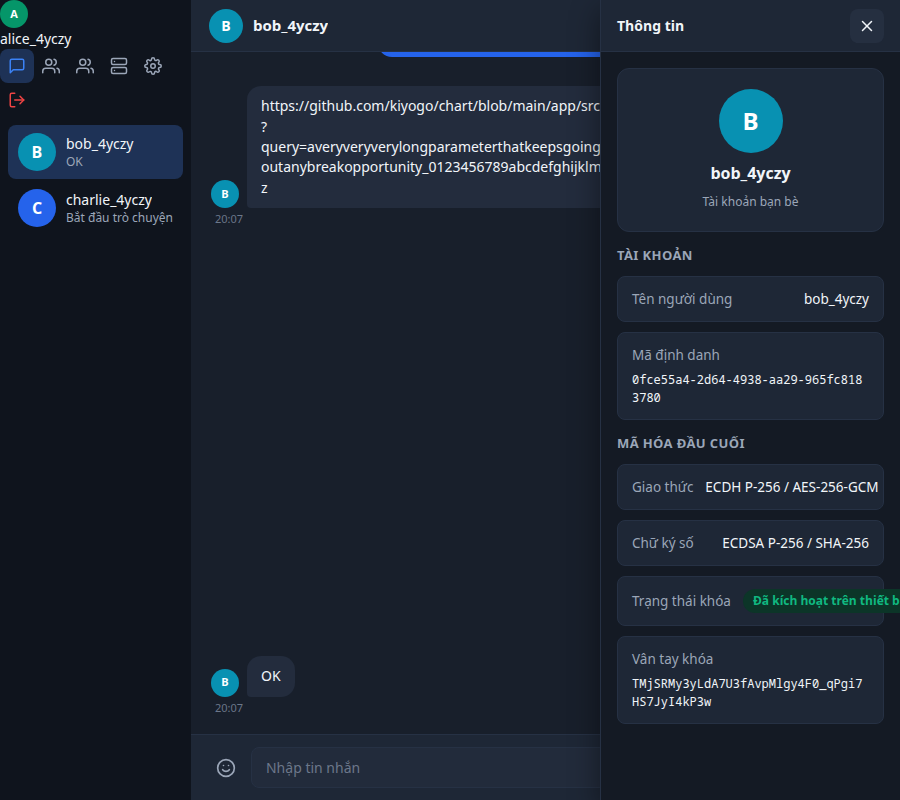 A
alice_4yczy
B
bob_4yczy
OK
C
charlie_4yczy
Bắt đầu trò chuyện
B
bob_4yczy
https://github.com/kiyogo/chart/blob/main/app/src
?
query=averyveryverylongparameterthatkeepsgoing
outanybreakopportunity_0123456789abcdefghijklm
z
B
20:07
OK
B
20:07
Nhập tin nhắn
Thông tin
B
bob_4yczy
Tài khoản bạn bè
TÀI KHOẢN
Tên người dùng
bob_4yczy
Mã định danh
0fce55a4-2d64-4938-aa29-965fc818
3780
MÃ HÓA ĐẦU CUỐI
Giao thức
ECDH P-256 / AES-256-GCM
Chữ ký số
ECDSA P-256 / SHA-256
Trạng thái khóa
Đã kích hoạt trên thiết b
Vân tay khóa
TMjSRMy3yLdA7U3fAvpMlgy4F0_qPgi7
HS7JyI4kP3w